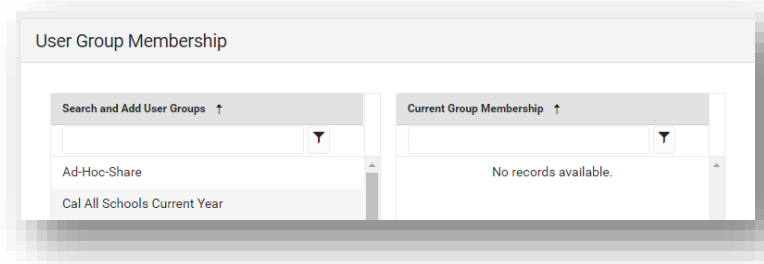 User Group Membership
Search and Add User Groups ↑
Current Group Membership ↑
Ad-Hoc-Share
No records available.
Cal All Schools Current Year